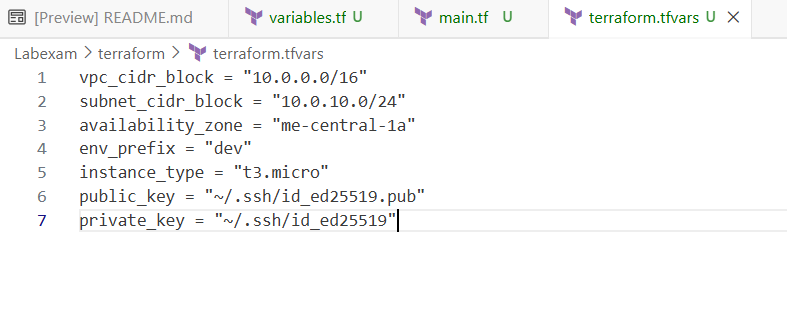 [Preview] README.md variables.tf U main.tf U terraform.tfvars U
Labexam > terraform > terraform.tfvars
1 vpc_cidr_block = "10.0.0.0/16"
2 subnet_cidr_block = "10.0.10.0/24"
3 availability_zone = "me-central-1a"
4 env_prefix = "dev"
5 instance_type = "t3.micro"
6 public_key = "~/.ssh/id_ed25519.pub"
7 private_key = "~/.ssh/id_ed25519"